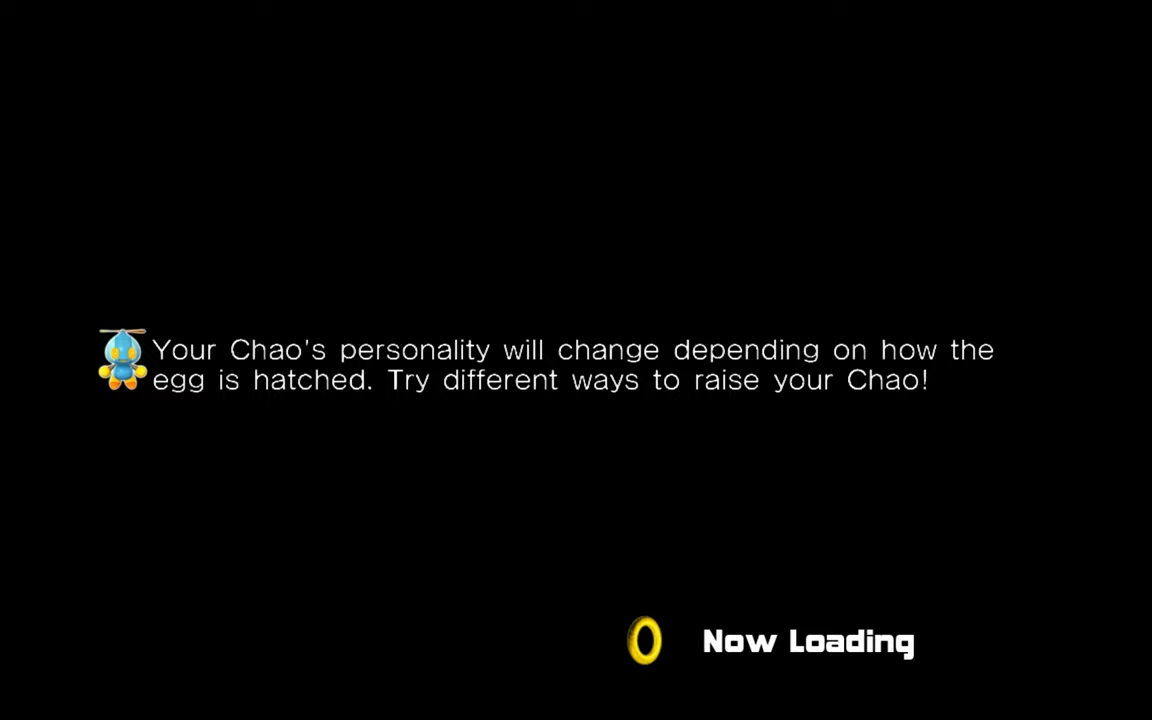 Your Chao's personality will change depending on how the
egg is hatched. Try different ways to raise your Chao!
Now Loading